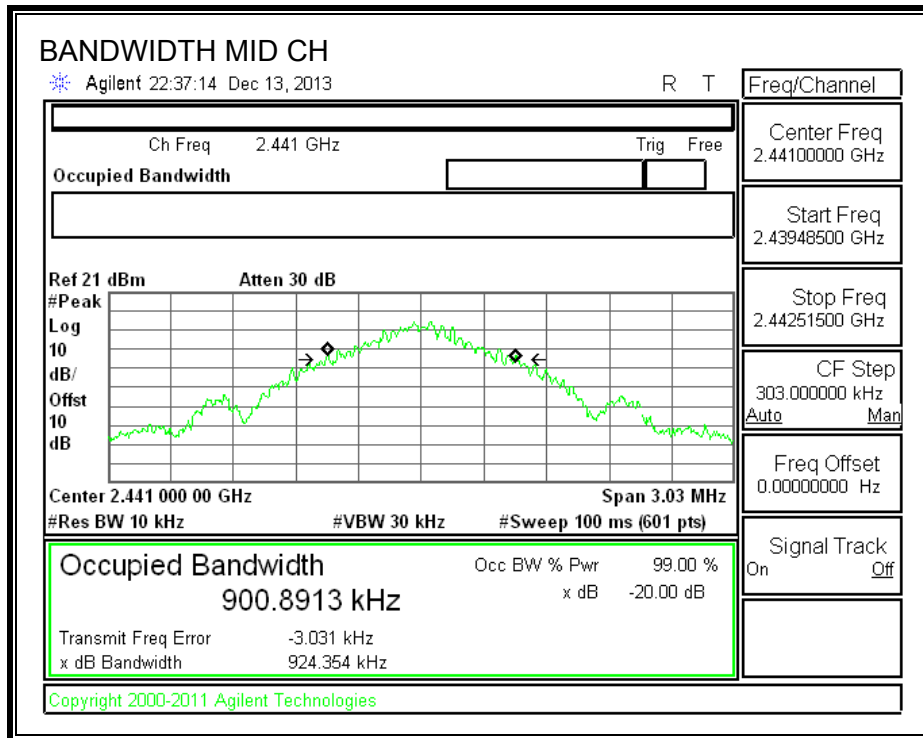 BANDWIDTH MID CH
Agilent 22:37:14 Dec 13, 2013 R T
Freq/Channel
Ch Freq 2.441 GHz Trig Free
Occupied Bandwidth
Center Freq
2.44100000 GHz
Start Freq
2.43948500 GHz
Stop Freq
2.44251500 GHz
CF Step
303.000000 kHz
Auto Man
Freq Offset
0.00000000 Hz
Signal Track
On Off
Ref 21 dBm Atten 30 dB
#Peak
Log
10
dB/
Offst
10
dB
Center 2.441 000 00 GHz Span 3.03 MHz
#Res BW 10 kHz #VBW 30 kHz #Sweep 100 ms (601 pts)
Occupied Bandwidth Occ BW % Pwr 99.00 %
900.8913 kHz x dB -20.00 dB
Transmit Freq Error -3.031 kHz
x dB Bandwidth 924.354 kHz
Copyright 2000-2011 Agilent Technologies